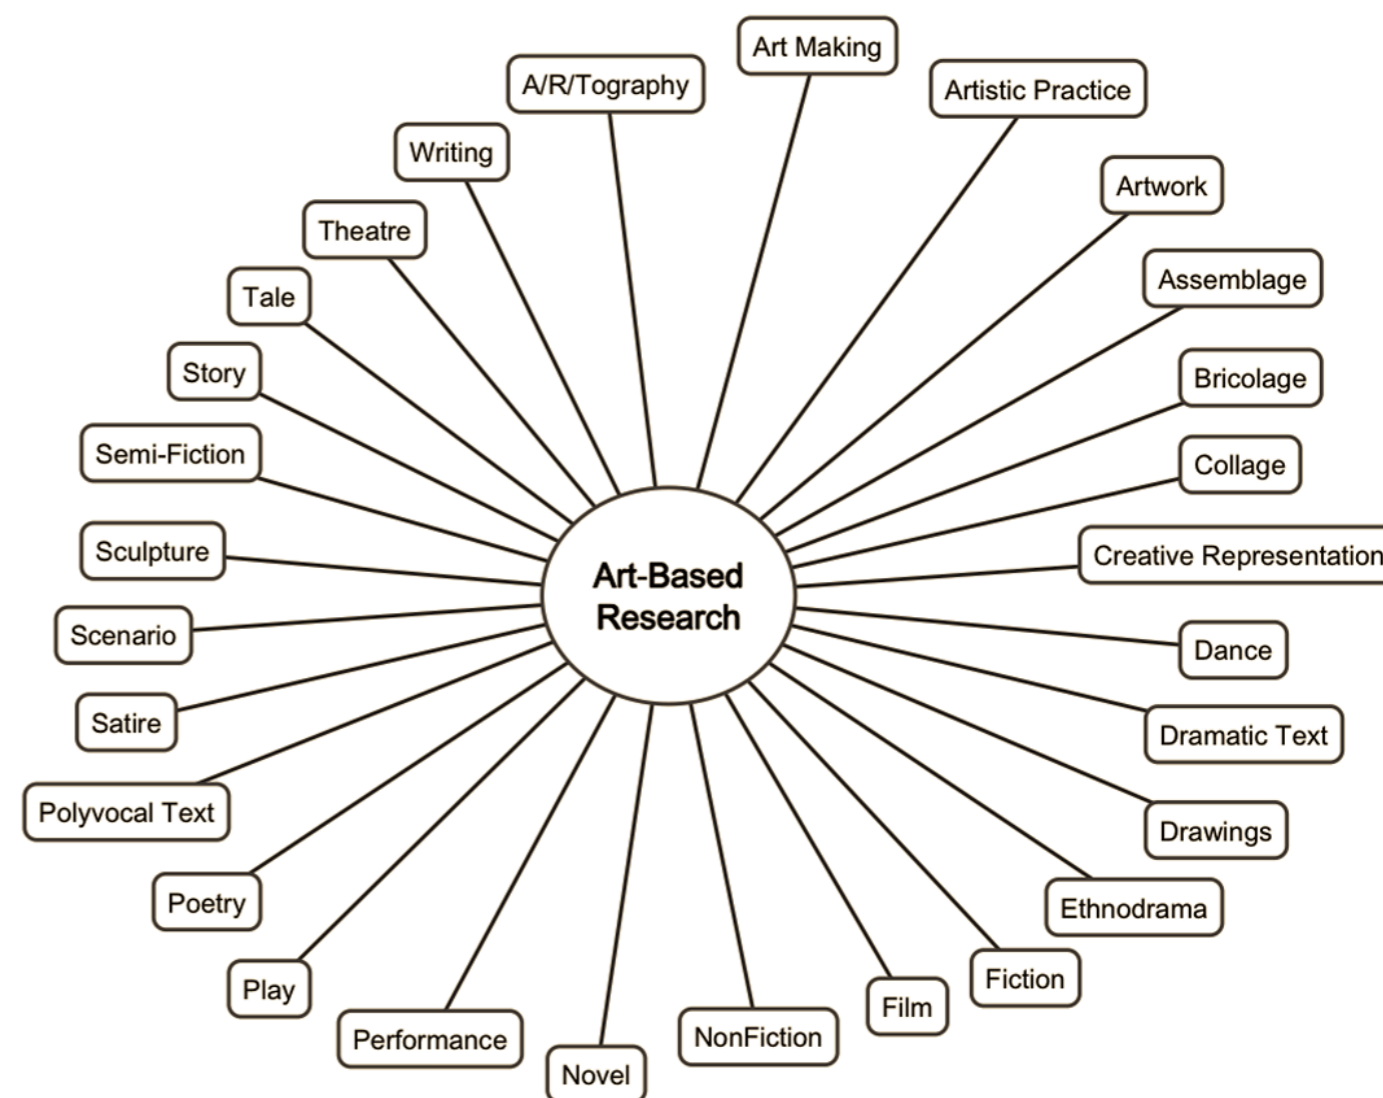 Art-Based
Research
A/R/Tography
Art Making
Artistic Practice
Artwork
Assemblage
Bricolage
Collage
Creative Representation
Dance
Dramatic Text
Drawings
Ethnodrama
Fiction
Film
NonFiction
Novel
Performance
Play
Poetry
Polyvocal Text
Satire
Scenario
Sculpture
Semi-Fiction
Story
Tale
Theatre
Writing